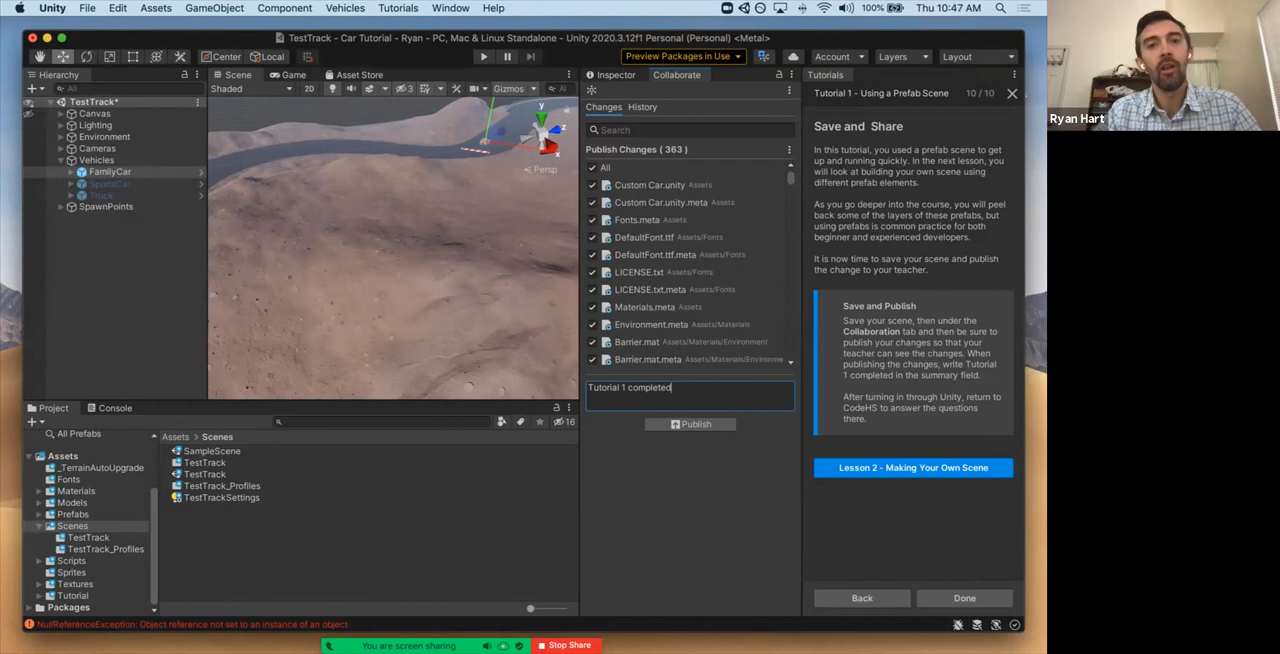 Unity File Edit Assets GameObject Component Vehicles Tutorials Window Help 100% Thu 10:47 AM
TestTrack - Car Tutorial - Ryan - PC, Mac & Linux Standalone - Unity 2020.3.12f1 Personal (Personal) <Metal>
Center Local Preview Packages in Use Account Layers Layout
Hierarchy
All
TestTrack*
Canvas
Lighting
Environment
Cameras
Vehicles
FamilyCar
SportsCar
Truck
SpawnPoints
Scene Game Asset Store
Shaded 2D 3 Gizmos All
y
z
x
Persp
Inspector Collaborate
Changes History
Search
Publish Changes ( 363 )
All
Custom Car.unity Assets
Custom Car.unity.meta Assets
Fonts.meta Assets
DefaultFont.ttf Assets/Fonts
DefaultFont.ttf.meta Assets/Fonts
LICENSE.txt Assets/Fonts
LICENSE.txt.meta Assets/Fonts
Materials.meta Assets
Environment.meta Assets/Materials
Barrier.mat Assets/Materials/Environment
Barrier.mat.meta Assets/Materials/Environme
Tutorial 1 completed
Publish
Tutorials
Tutorial 1 - Using a Prefab Scene 10 / 10
Save and Share
In this tutorial, you used a prefab scene to get
up and running quickly. In the next lesson, you
will look at building your own scene using
different prefab elements.
As you go deeper into the course, you will peel
back some of the layers of these prefabs, but
using prefabs is common practice for both
beginner and experienced developers.
It is now time to save your scene and publish
the change to your teacher.
Save and Publish
Save your scene, then under the
Collaboration tab and then be sure to
publish your changes so that your
teacher can see the changes. When
publishing the changes, write Tutorial
1 completed in the summary field.
After turning in through Unity, return to
CodeHS to answer the questions
there.
Lesson 2 - Making Your Own Scene
Back Done
Project Console
16
All Prefabs
Assets
_TerrainAutoUpgrade
Fonts
Materials
Models
Prefabs
Scenes
TestTrack
TestTrack_Profiles
Scripts
Sprites
Textures
Tutorial
Packages
Assets > Scenes
SampleScene
TestTrack
TestTrack
TestTrack_Profiles
TestTrackSettings
NullReferenceException: Object reference not set to an instance of an object
You are screen sharing Stop Share
Ryan Hart